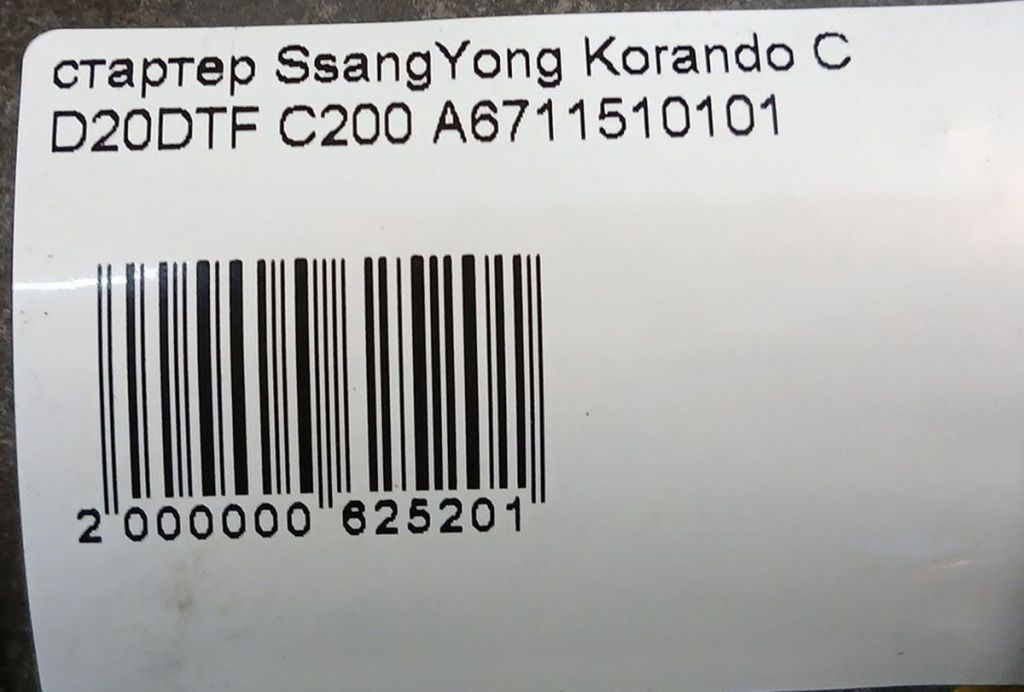 стартер SsangYong Korando C
D20DTF C200 A6711510101
2 000000 625201